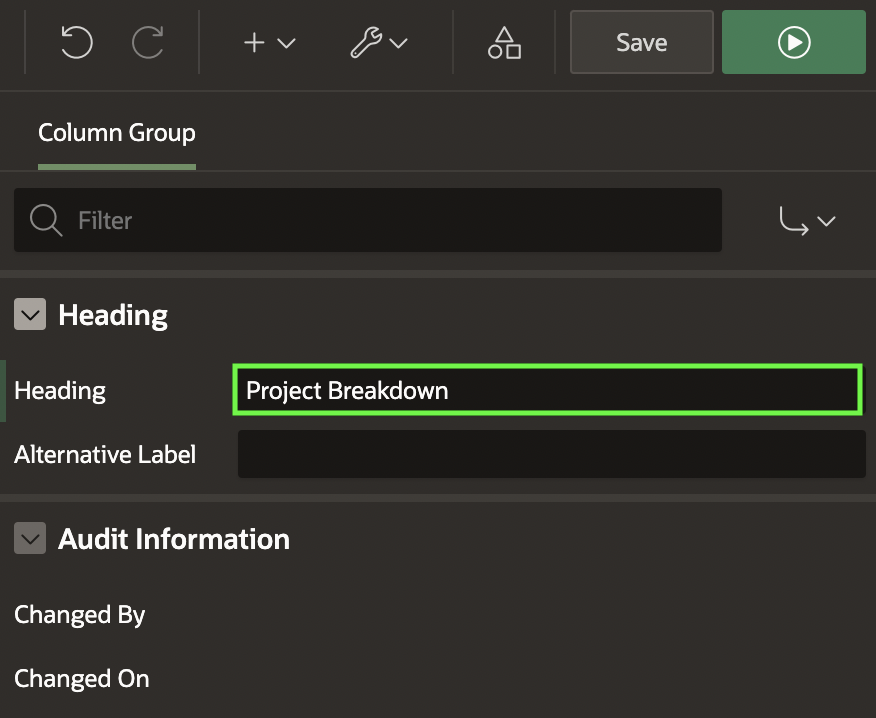 Save
Column Group
Filter
Heading
Heading Project Breakdown
Alternative Label
Audit Information
Changed By
Changed On